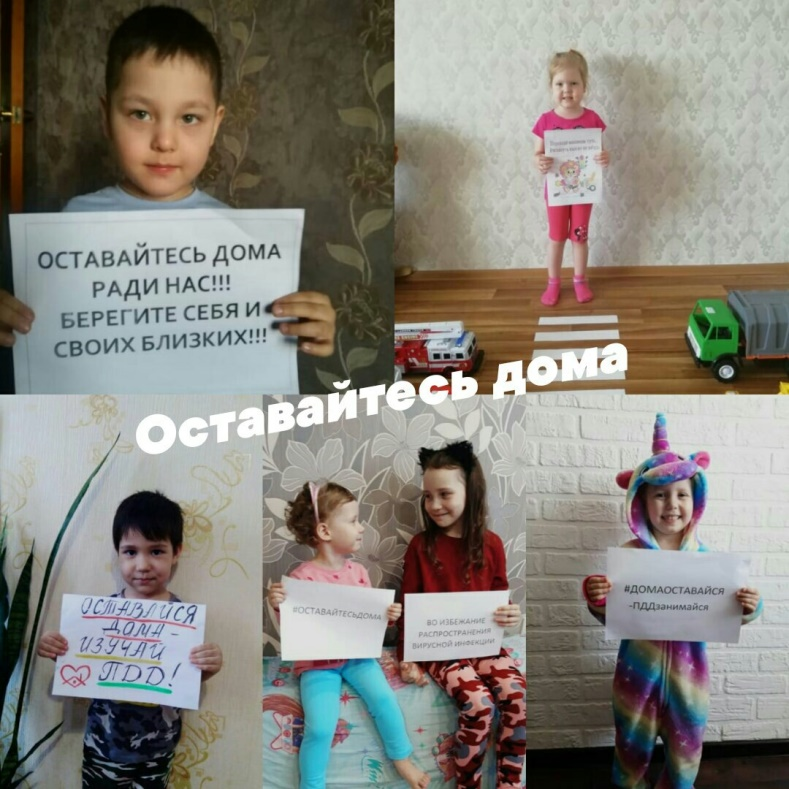 ОСТАВАЙТЕСЬ ДОМА
РАДИ НАС!!!
БЕРЕГИТЕ СЕБЯ И
СВОИХ БЛИЗКИХ!!!
Оставайтесь дома
ОСТАВАЙСЯ
ДОМА -
ИЗУЧАЙ
ПДД!
#ОСТАВАЙТЕСЬДОМА
ВО ИЗБЕЖАНИЕ
РАСПРОСТРАНЕНИЯ
ВИРУСНОЙ ИНФЕКЦИИ
#ДОМАОСТАВАЙСЯ
-ПДДзанимайся